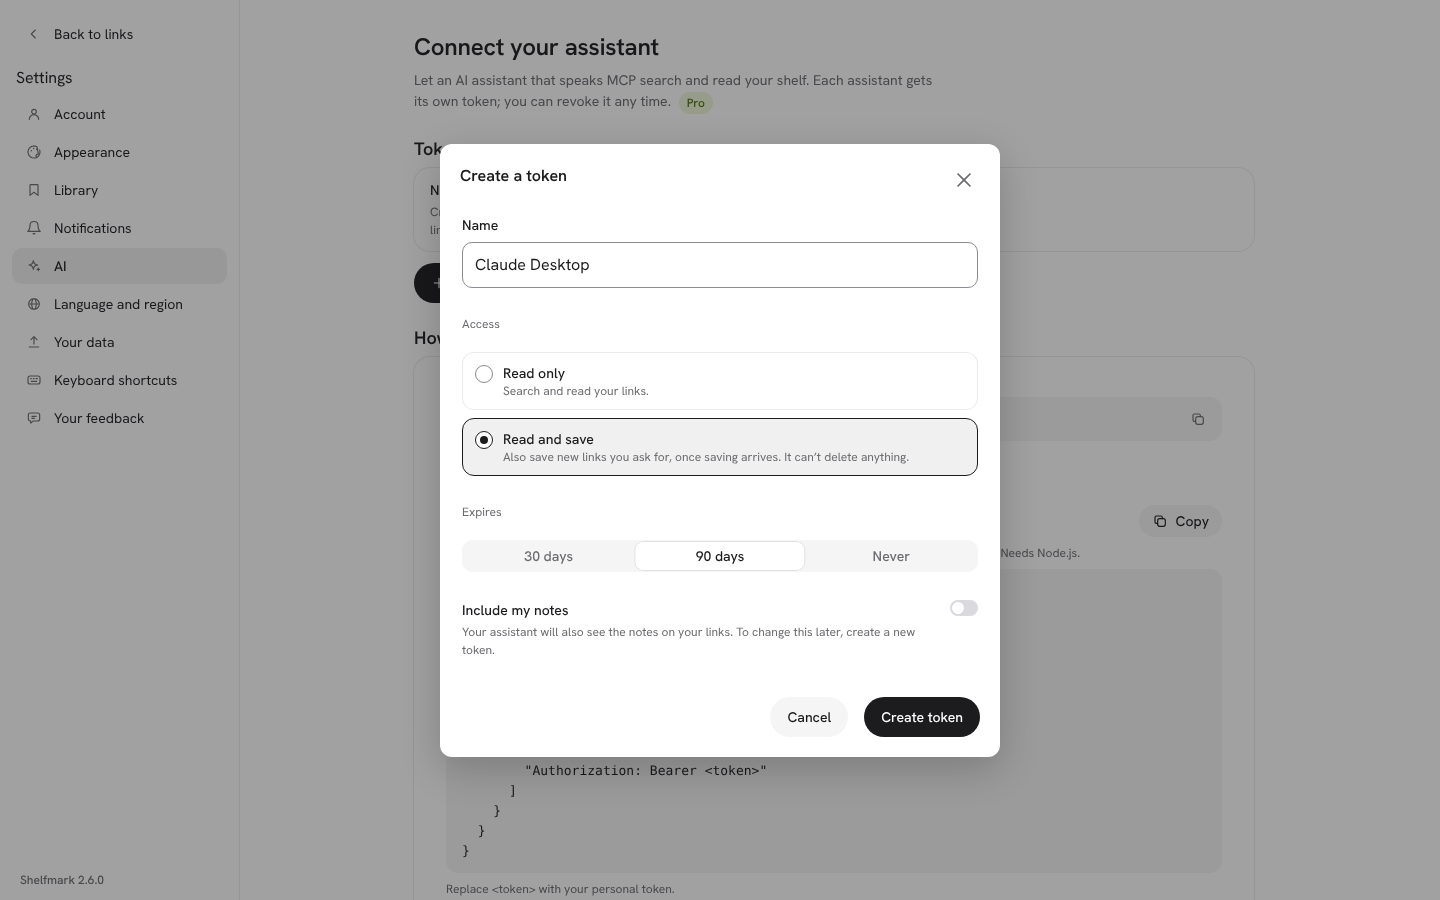 Back to links
Settings
Account
Appearance
Library
Notifications
AI
Language and region
Your data
Keyboard shortcuts
Your feedback
Shelfmark 2.6.0
Connect your assistant
Let an AI assistant that speaks MCP search and read your shelf. Each assistant gets
its own token; you can revoke it any time. Pro
Create a token
Name
Claude Desktop
Access
Read only
Search and read your links.
Read and save
Also save new links you ask for, once saving arrives. It can’t delete anything.
Expires
30 days 90 days Never
Include my notes
Your assistant will also see the notes on your links. To change this later, create a new
token.
Cancel Create token
Copy
Needs Node.js.
"Authorization: Bearer <token>"
]
}
}
}
Replace <token> with your personal token.